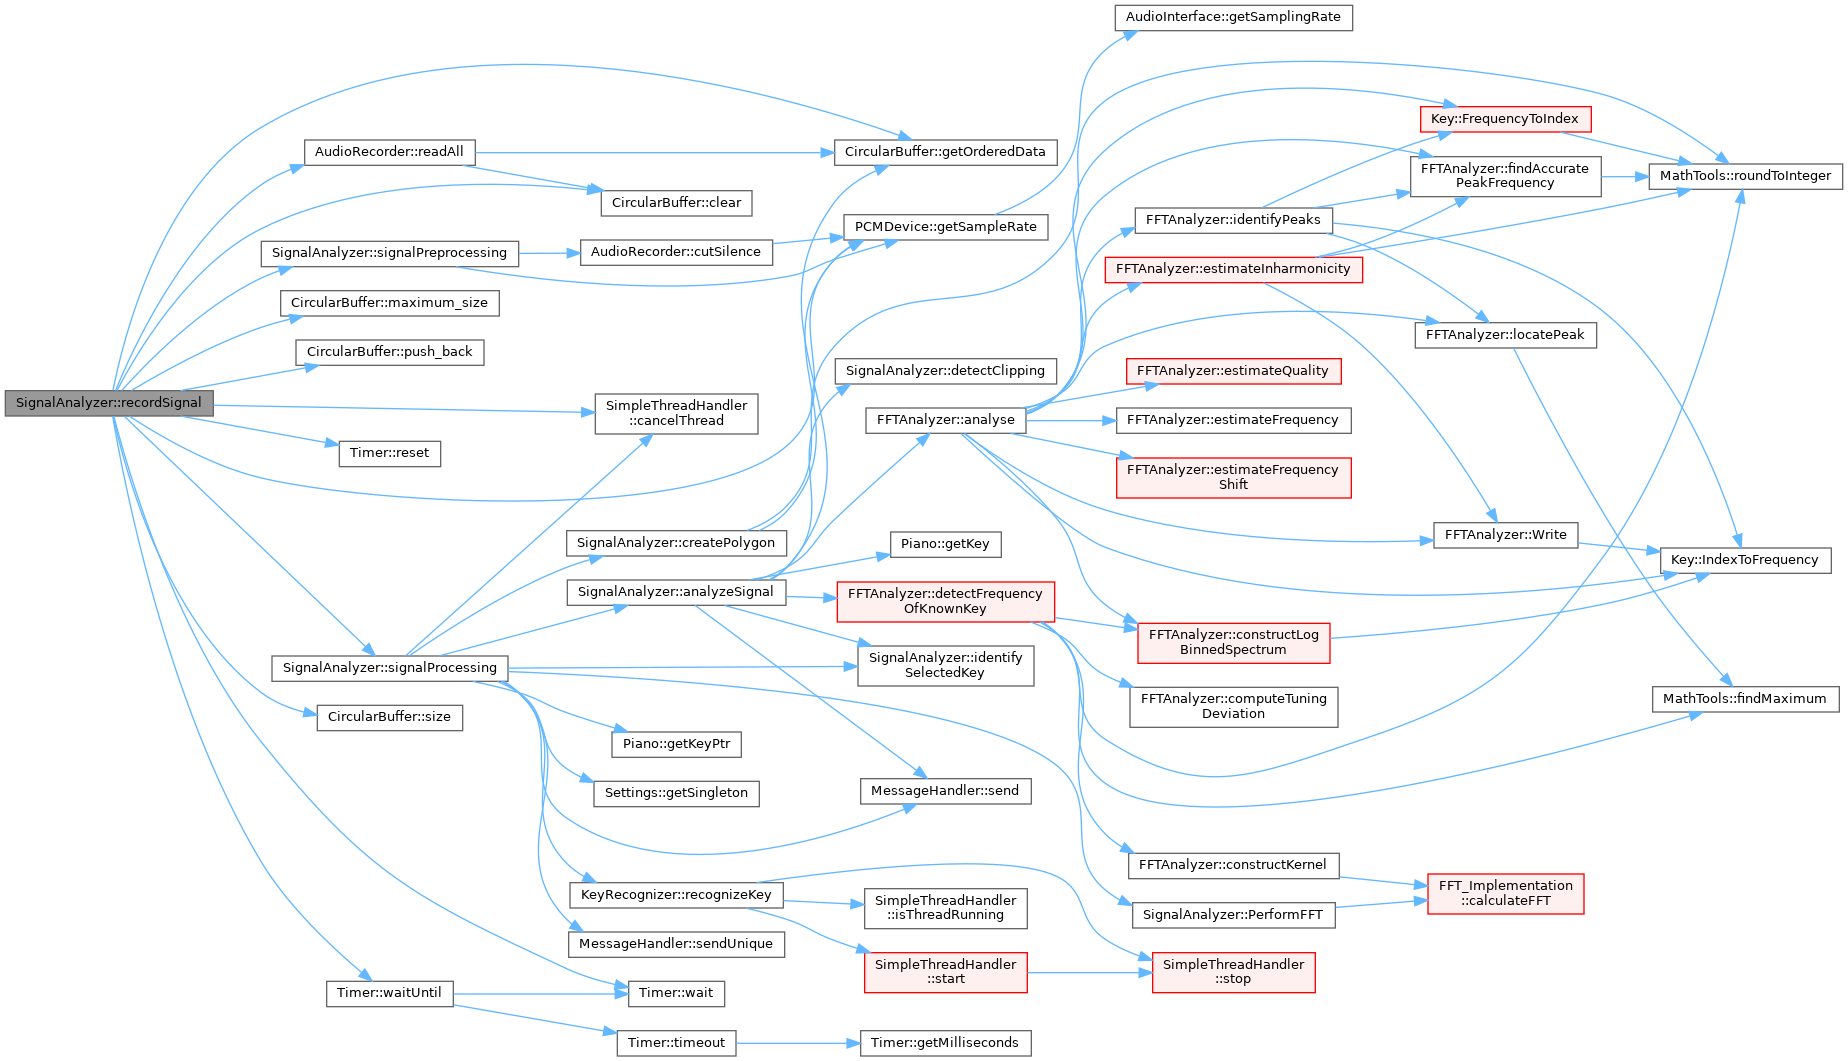 AudioInterface::getSamplingRate
Key::FrequencyToIndex
AudioRecorder::readAll
CircularBuffer::getOrderedData
FFTAnalyzer::findAccurate
PeakFrequency
MathTools::roundToInteger
CircularBuffer::clear
PCMDevice::getSampleRate
FFTAnalyzer::identifyPeaks
SignalAnalyzer::signalPreprocessing
AudioRecorder::cutSilence
FFTAnalyzer::estimateInharmonicity
CircularBuffer::maximum_size
FFTAnalyzer::locatePeak
CircularBuffer::push_back
SignalAnalyzer::detectClipping
FFTAnalyzer::estimateQuality
SignalAnalyzer::recordSignal
SimpleThreadHandler
::cancelThread
FFTAnalyzer::analyse
FFTAnalyzer::estimateFrequency
Timer::reset
FFTAnalyzer::estimateFrequency
Shift
SignalAnalyzer::createPolygon
Piano::getKey
FFTAnalyzer::Write
Key::IndexToFrequency
SignalAnalyzer::analyzeSignal
FFTAnalyzer::detectFrequency
OfKnownKey
FFTAnalyzer::constructLog
BinnedSpectrum
SignalAnalyzer::signalProcessing
SignalAnalyzer::identify
SelectedKey
FFTAnalyzer::computeTuning
Deviation
MathTools::findMaximum
CircularBuffer::size
Piano::getKeyPtr
Settings::getSingleton
MessageHandler::send
FFTAnalyzer::constructKernel
KeyRecognizer::recognizeKey
SimpleThreadHandler
::isThreadRunning
SignalAnalyzer::PerformFFT
FFT_Implementation
::calculateFFT
MessageHandler::sendUnique
SimpleThreadHandler
::start
SimpleThreadHandler
::stop
Timer::waitUntil
Timer::wait
Timer::timeout
Timer::getMilliseconds